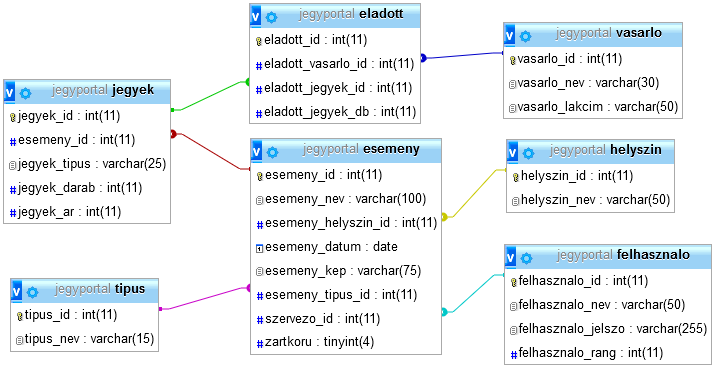 jegyportal eladott
eladott_id : int(11)
eladott_vasarlo_id : int(11)
eladott_jegyek_id : int(11)
eladott_jegyek_db : int(11)
jegyportal vasarlo
vasarlo_id : int(11)
vasarlo_nev : varchar(30)
vasarlo_lakcim : varchar(50)
jegyportal jegyek
jegyek_id : int(11)
esemeny_id : int(11)
jegyek_tipus : varchar(25)
jegyek_darab : int(11)
jegyek_ar : int(11)
jegyportal esemeny
esemeny_id : int(11)
esemeny_nev : varchar(100)
esemeny_helyszin_id : int(11)
esemeny_datum : date
esemeny_kep : varchar(75)
esemeny_tipus_id : int(11)
szervezo_id : int(11)
zartkoru : tinyint(4)
jegyportal helyszin
helyszin_id : int(11)
helyszin_nev : varchar(50)
jegyportal tipus
tipus_id : int(11)
tipus_nev : varchar(15)
jegyportal felhasznalo
felhasznalo_id : int(11)
felhasznalo_nev : varchar(50)
felhasznalo_jelszo : varchar(255)
felhasznalo_rang : int(11)